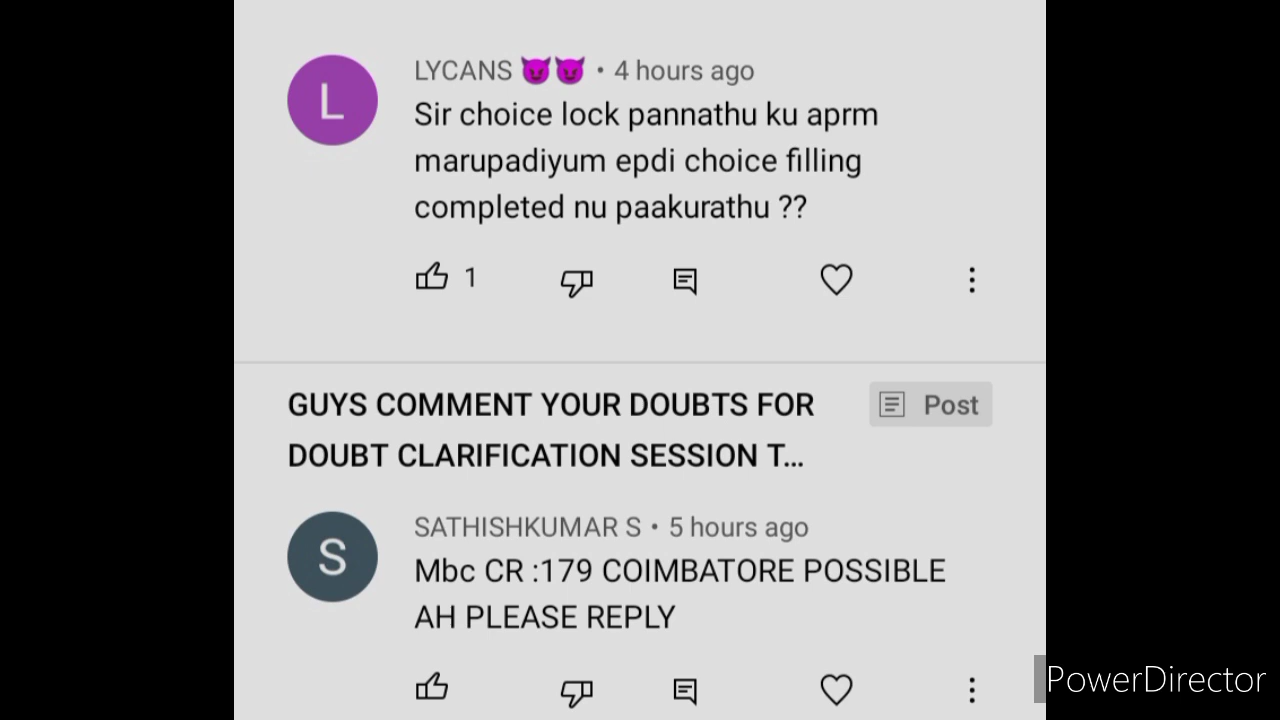 L
LYCANS 😈😈 • 4 hours ago
Sir choice lock pannathu ku aprm
marupadiyum epdi choice filling
completed nu paakurathu ??
1
GUYS COMMENT YOUR DOUBTS FOR
DOUBT CLARIFICATION SESSION T...
Post
S
SATHISHKUMAR S • 5 hours ago
Mbc CR :179 COIMBATORE POSSIBLE
AH PLEASE REPLY
PowerDirector